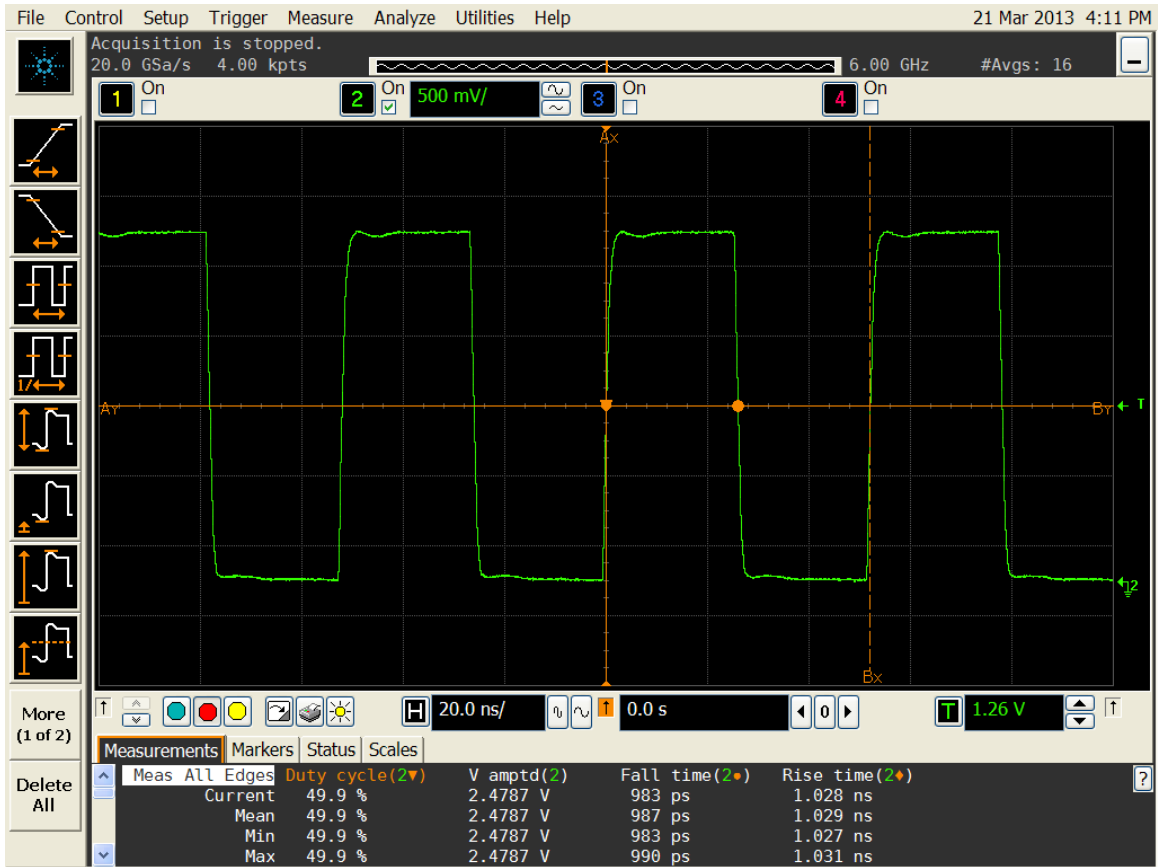 File Control Setup Trigger Measure Analyze Utilities Help 21 Mar 2013 4:11 PM
Acquisition is stopped.
20.0 GSa/s 4.00 kpts 6.00 GHz #Avgs: 16
1 On 2 On 500 mV/ 3 On 4 On
Ax
1/
AY BY T
2
Bx
More
(1 of 2)
Delete
All
H 20.0 ns/ 0.0 s 0 T 1.26 V
Measurements Markers Status Scales
Meas All Edges Duty cycle(2▼) V amptd(2) Fall time(2●) Rise time(2♦) ?
Current 49.9 % 2.4787 V 983 ps 1.028 ns
Mean 49.9 % 2.4787 V 987 ps 1.029 ns
Min 49.9 % 2.4787 V 983 ps 1.027 ns
Max 49.9 % 2.4787 V 990 ps 1.031 ns